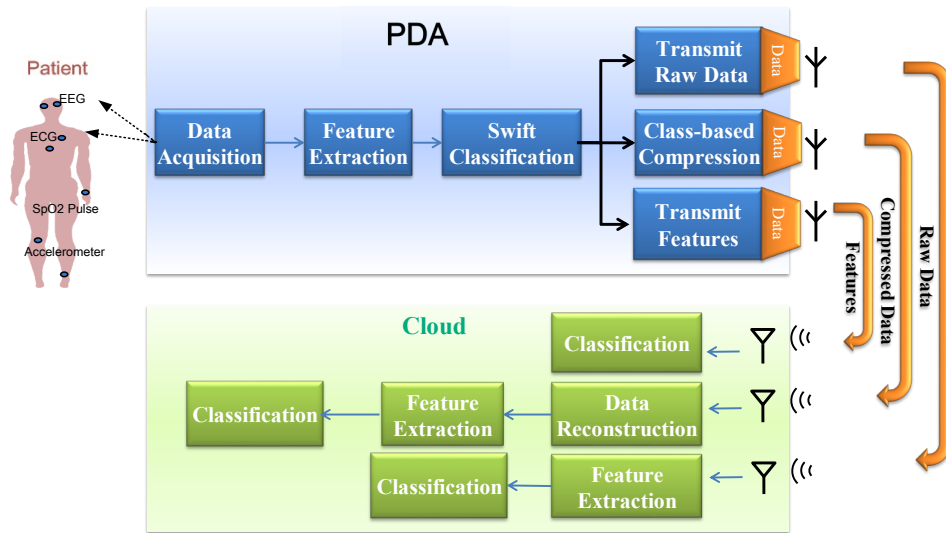 PDA
Patient
EEG
ECG
SpO2 Pulse
Accelerometer
Data
Acquisition
Feature
Extraction
Swift
Classification
Transmit
Raw Data
Data
Class-based
Compression
Data
Transmit
Features
Data
Features
Compressed Data
Raw Data
Cloud
Classification
Classification
Feature
Extraction
Data
Reconstruction
Classification
Feature
Extraction